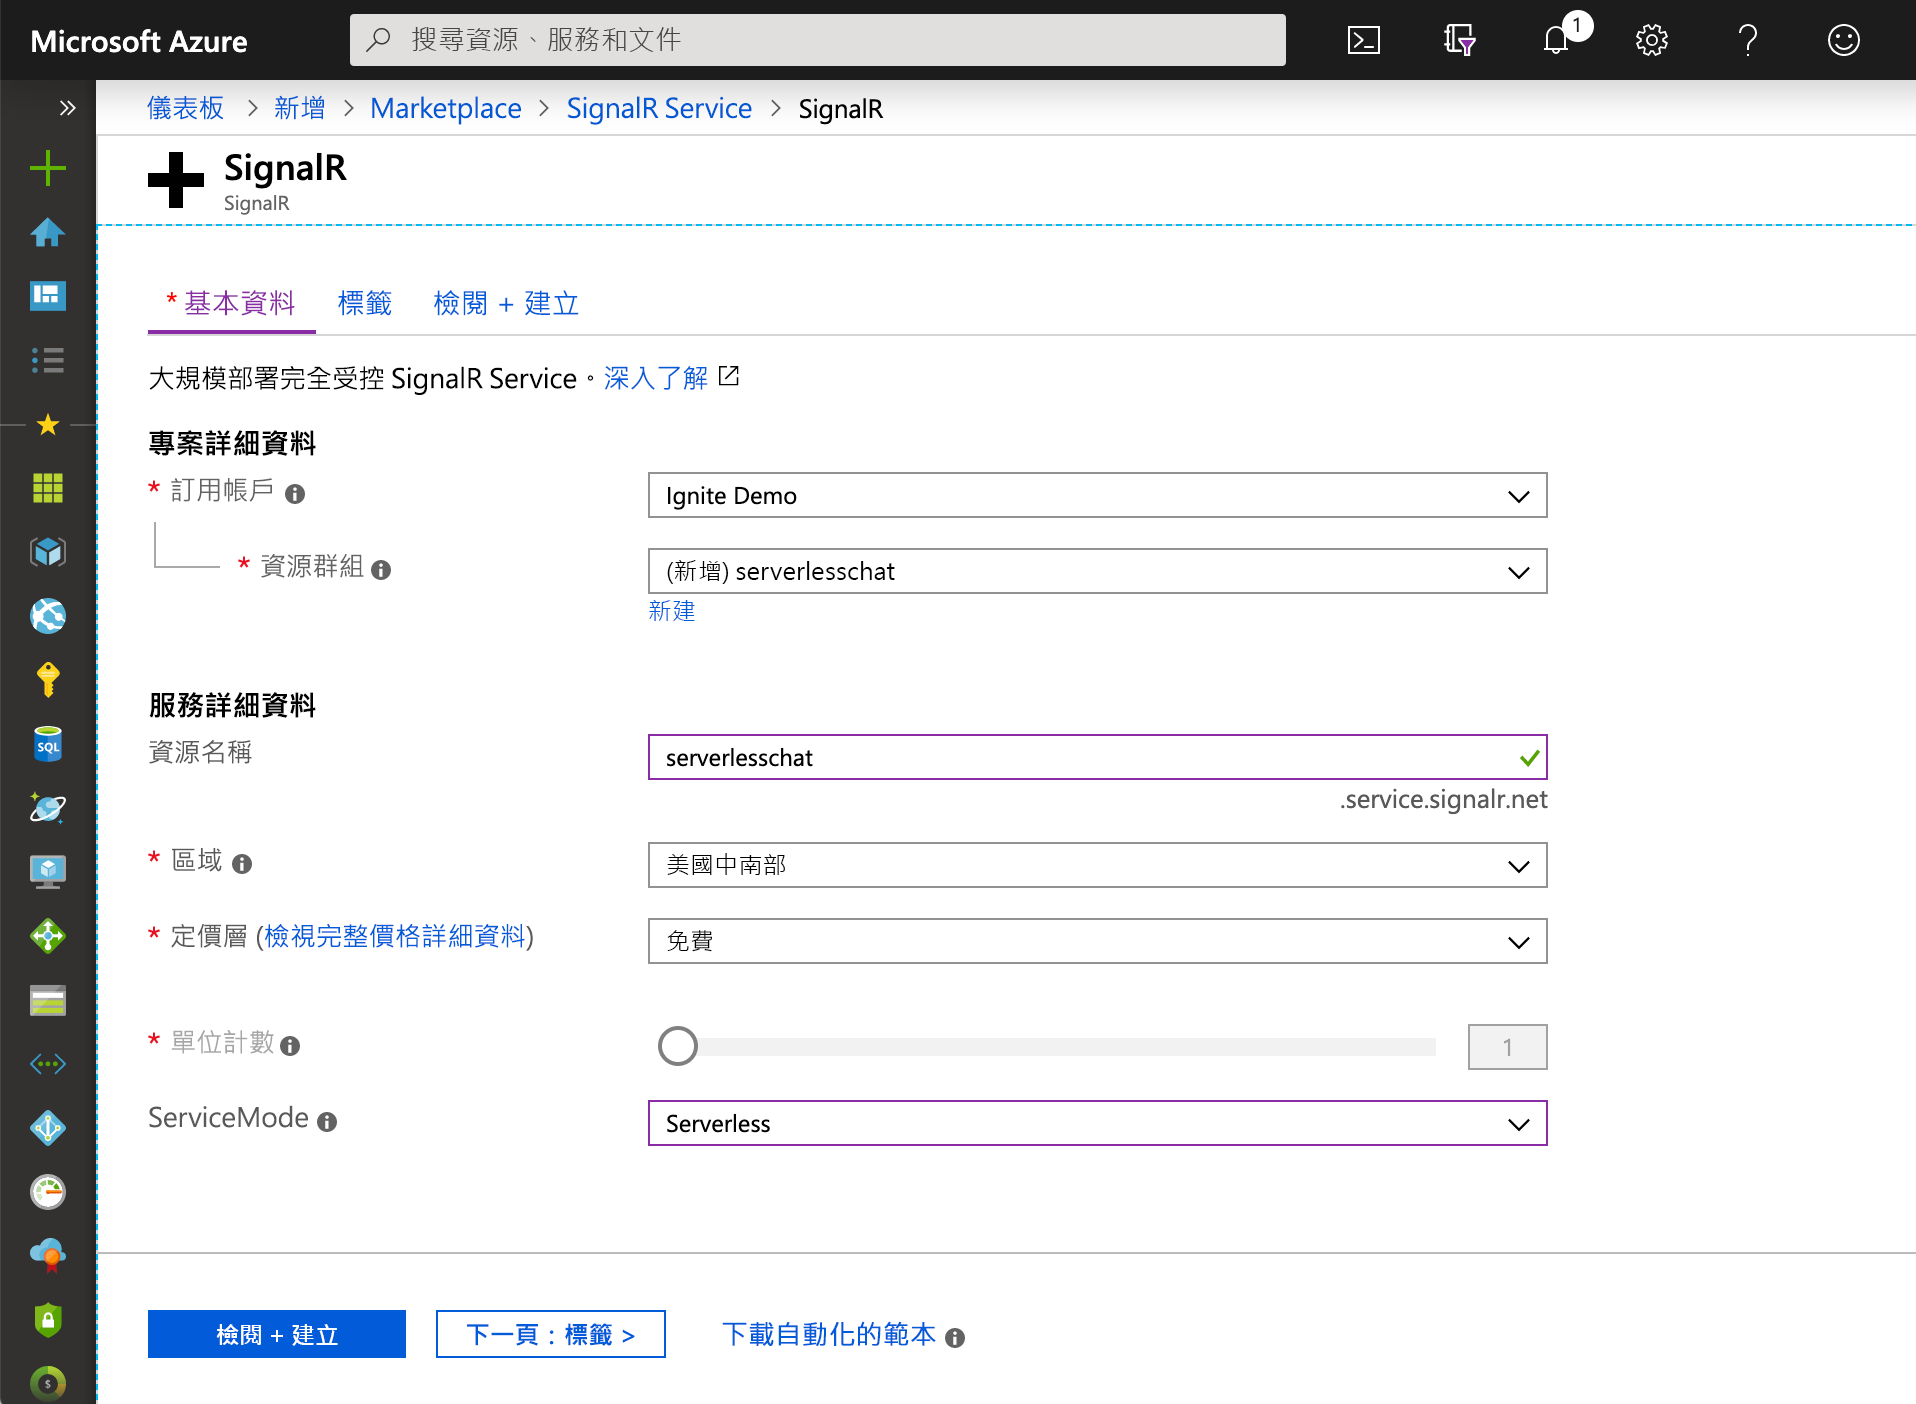 Microsoft Azure
搜尋資源、服務和文件
1
儀表板 > 新增 > Marketplace > SignalR Service > SignalR
SignalR
SignalR
* 基本資料 標籤 檢閱 + 建立
大規模部署完全受控 SignalR Service。深入了解
專案詳細資料
* 訂用帳戶
Ignite Demo
* 資源群組
(新增) serverlesschat
新建
服務詳細資料
資源名稱
serverlesschat
.service.signalr.net
* 區域
美國中南部
* 定價層 (檢視完整價格詳細資料)
免費
* 單位計數
1
ServiceMode
Serverless
檢閱 + 建立
下一頁：標籤 >
下載自動化的範本
SQL